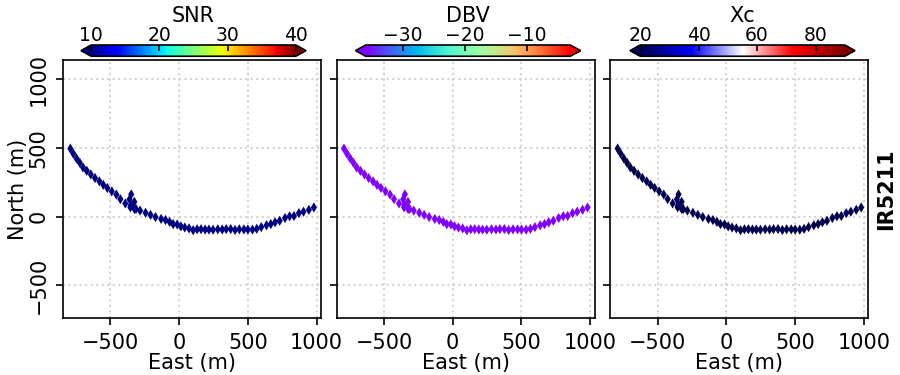 SNR DBV Xc
10 20 30 40 −30 −20 −10 20 40 60 80
1000
500
0
−500
North (m)
IR5211
−500 0 500 1000 −500 0 500 1000 −500 0 500 1000
East (m) East (m) East (m)